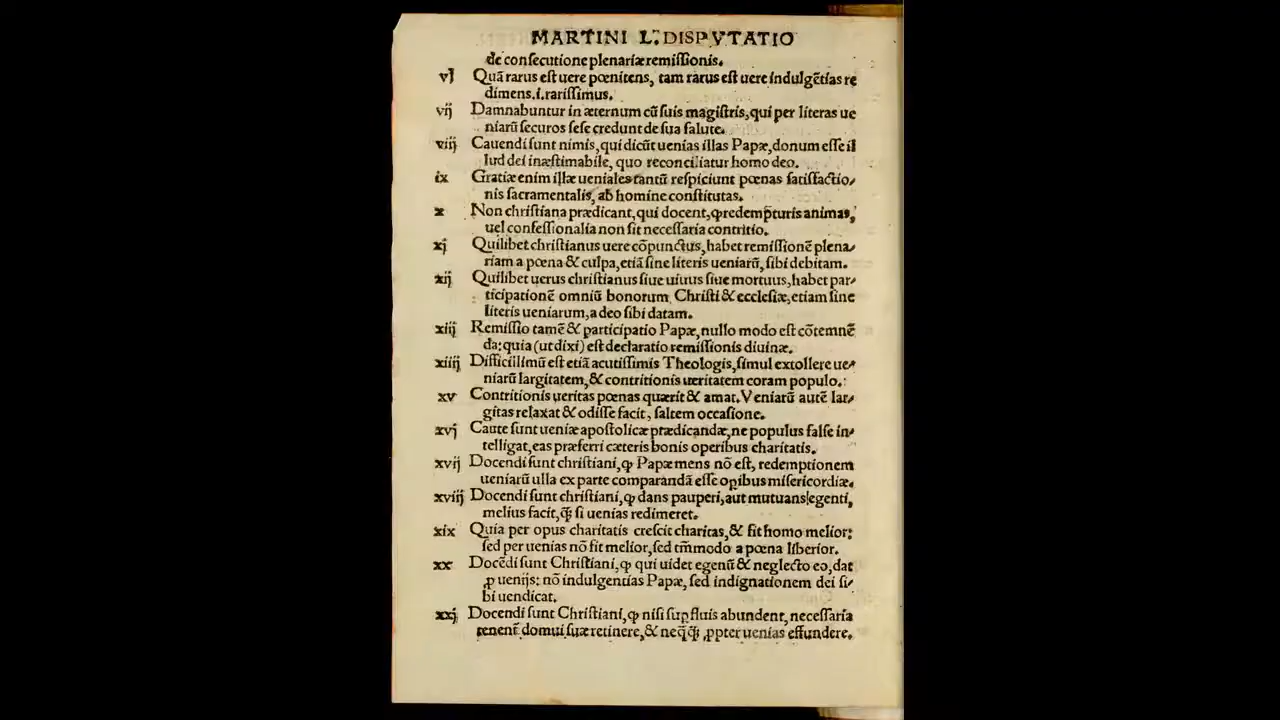 MARTINI L. DISPVTATIO
de consecutione plenariæ remissionis.
vj Quã rarus est uere pœnitens, tam rarus est uere indulgẽtias re
dimens.i.rarissimus.
vij Damnabuntur in æternum cũ suis magistris, qui per literas ue
niarũ securos sese credunt de sua salute.
viij Cauendi sunt nimis, qui dicũt uenias illas Papæ, donum esse il
lud dei inæstimabile, quo reconciliatur homo deo.
ix Gratiæ enim illæ ueniales tantũ respiciunt pœnas satisfactio/
nis sacramentalis, ab homine constitutas.
x Non christiana prædicant, qui docent, ꝙ redempturis animas,
uel confessionalia non sit necessaria contritio.
xj Quilibet christianus uere cõpunctus, habet remissionẽ plena/
riam a pœna & culpa, etiã sine literis ueniarũ, sibi debitam.
xij Quilibet uerus christianus siue uiuus siue mortuus, habet par/
ticipationẽ omniũ bonorum Christi & ecclesiæ, etiam sine
literis ueniarum, a deo sibi datam.
xiij Remissio tamẽ & participatio Papæ, nullo modo est cõtemnẽ
da: quia (ut dixi) est declaratio remissionis diuinæ.
xiiij Difficilimũ est etiã acutissimis Theologis, simul extollere ue/
niarũ largitatem, & contritionis ueritatem coram populo.
xv Contritionis ueritas pœnas quærit & amat. Veniarũ autẽ lar/
gitas relaxat & odisse facit, saltem occasione.
xvj Caute sunt ueniæ apostolicæ prædicandæ, ne populus false in/
telligat, eas præferri cæteris bonis operibus charitatis.
xvij Docendi sunt christiani, ꝙ Papæ mens nõ est, redemptionem
ueniarũ ulla ex parte comparandã esse oꝑibus misericordiæ.
xviij Docendi sunt christiani, ꝙ dans pauperi, aut mutuans egenti,
melius facit, ꝗ̃ si uenias redimeret.
xix Quia per opus charitatis crescit charitas, & fit homo melior:
sed per uenias nõ fit melior, sed tm̃modo a pœna liberior.
xx Docẽdi sunt Christiani, ꝙ qui uidet egenũ & neglecto eo, dat
ꝓ uenijs: nõ indulgentias Papæ, sed indignationem dei si/
bi uendicat.
xxj Docendi sunt Christiani, ꝙ nisi suꝑfluis abundent, necessaria
tenent̃ domui suæ retinere, & neq̃ꝗ̃ ꝓpter uenias effundere.